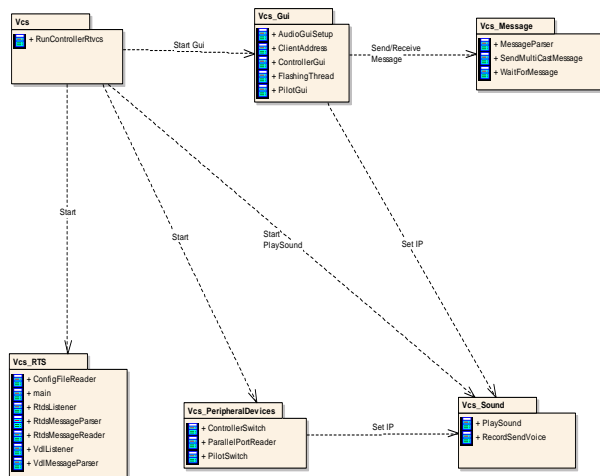 Vcs
+ RunControllerRtvcs
Start Gui
Vcs_Gui
+ AudioGuiSetup
+ ClientAddress
+ ControllerGui
+ FlashingThread
+ PilotGui
Send/Receive
Message
Vcs_Message
+ MessageParser
+ SendMultiCastMessage
+ WaitForMessage
Start
Start
Start
PlaySound
Set IP
Vcs_RTS
+ ConfigFileReader
+ main
+ RtdsListener
+ RtdsMessageParser
+ RtdsMessageReader
+ VdlListener
+ VdlMessageParser
Vcs_PeripheralDevices
+ ControllerSwitch
+ ParallelPortReader
+ PilotSwitch
Set IP
Vcs_Sound
+ PlaySound
+ RecordSendVoice